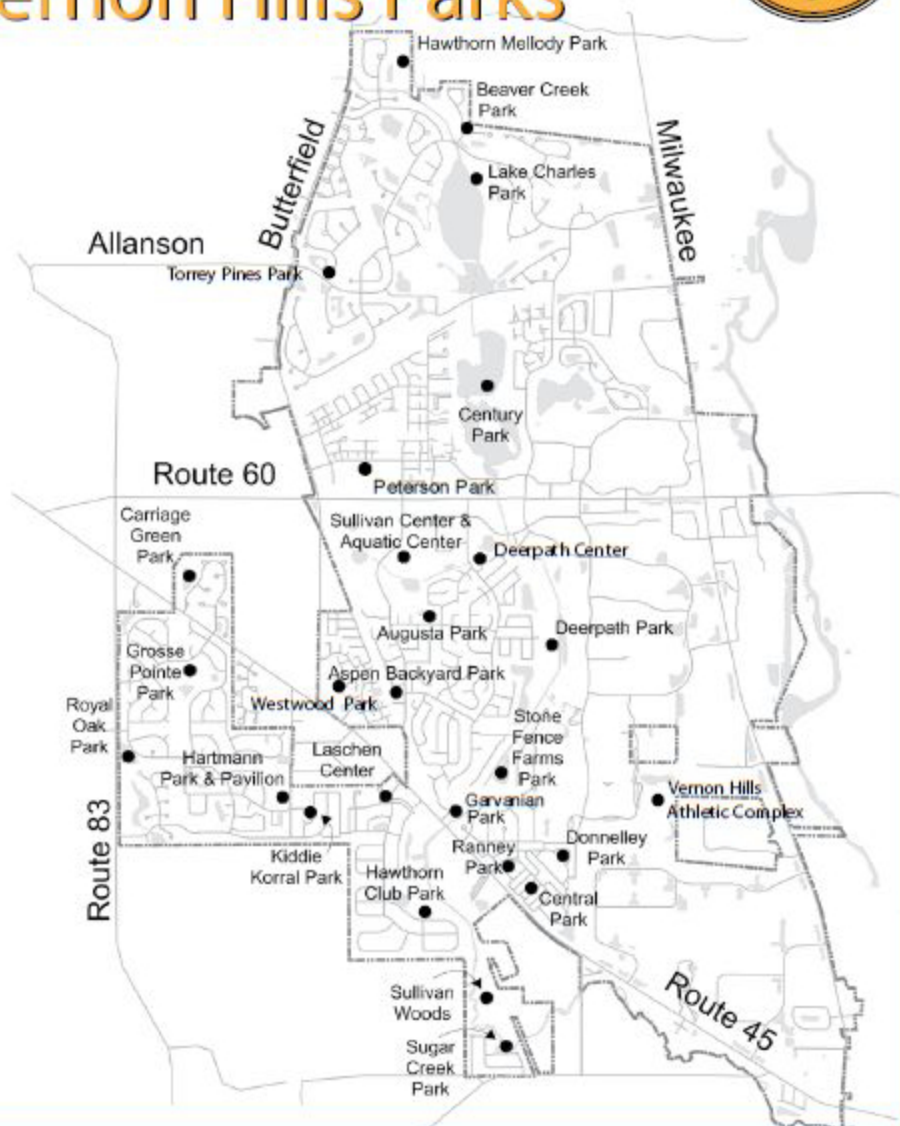 ernon Hills Parks
Hawthorn Mellody Park
Beaver Creek
Park
Butterfield
Milwaukee
Lake Charles
Park
Allanson
Torrey Pines Park
Century
Park
Route 60
Peterson Park
Carriage
Green
Park
Sullivan Center &
Aquatic Center
Deerpath Center
Augusta Park
Deerpath Park
Grosse
Pointe
Park
Aspen Backyard Park
Westwood Park
Royal
Oak
Park
Stone
Fence
Farms
Park
Hartmann
Park & Pavilion
Laschen
Center
Vernon Hills
Athletic Complex
Garvanian
Park
Route 83
Kiddie
Korral Park
Ranney
Park
Donnelley
Park
Hawthorn
Club Park
Central
Park
Sullivan
Woods
Route 45
Sugar
Creek
Park